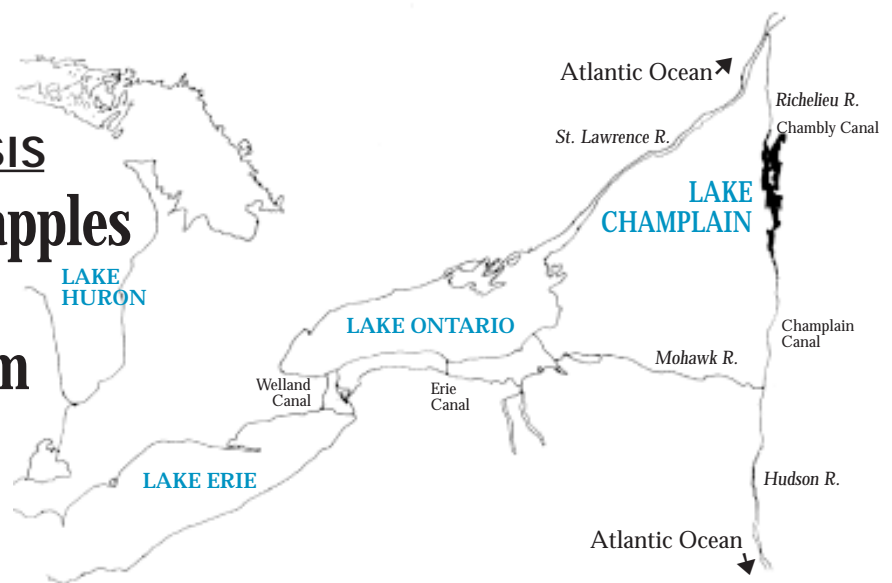 Atlantic Ocean
Richelieu R.
Chambly Canal
St. Lawrence R.
SIS
apples
LAKE
CHAMPLAIN
LAKE
HURON
LAKE ONTARIO
Champlain
Canal
m
Mohawk R.
Welland
Canal
Erie
Canal
LAKE ERIE
Hudson R.
Atlantic Ocean